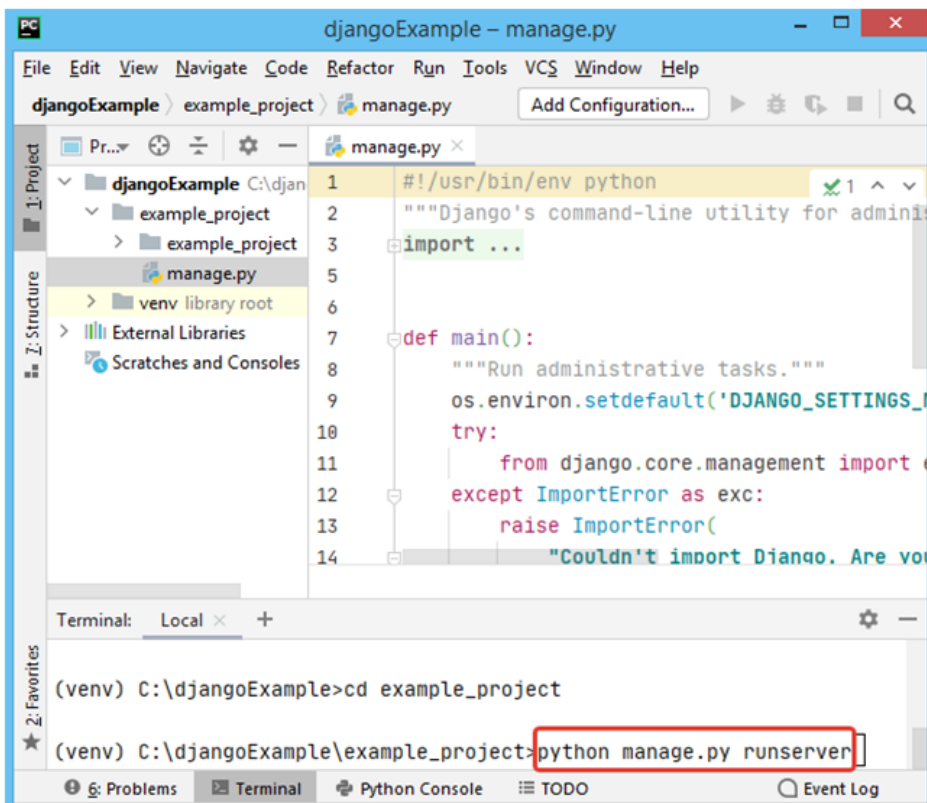 PC djangoExample – manage.py
File Edit View Navigate Code Refactor Run Tools VCS Window Help
djangoExample example_project manage.py Add Configuration...
1: Project
Z: Structure
2: Favorites
Pr...
djangoExample C:\djan
example_project
example_project
manage.py
venv library root
External Libraries
Scratches and Consoles
manage.py
1 #!/usr/bin/env python
1
2 """Django's command-line utility for adminis
3 import ...
5
6
7 def main():
8 """Run administrative tasks."""
9 os.environ.setdefault('DJANGO_SETTINGS_M
10 try:
11 from django.core.management import e
12 except ImportError as exc:
13 raise ImportError(
14 "Couldn't import Django. Are you
Terminal: Local +
(venv) C:\djangoExample>cd example_project
(venv) C:\djangoExample\example_project>python manage.py runserver
6: Problems Terminal Python Console TODO Event Log